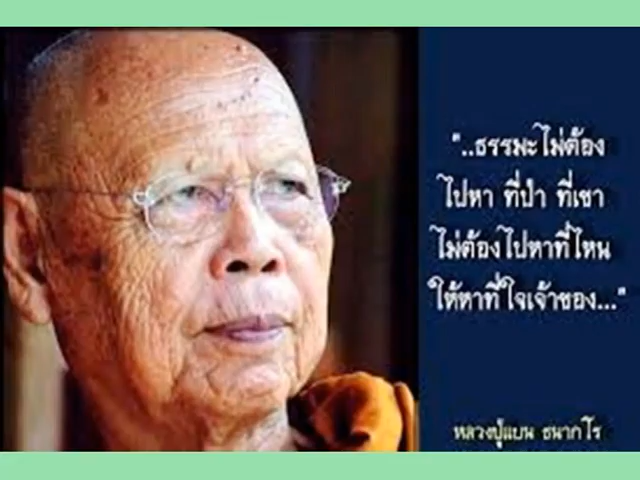 "..ธรรมะไม่ต้อง
ไปหา ที่ป่า ที่เขา
ไม่ต้องไปหาที่ไหน
ให้หาที่ใจเจ้าของ..."
หลวงปู่แบน ธนากโร